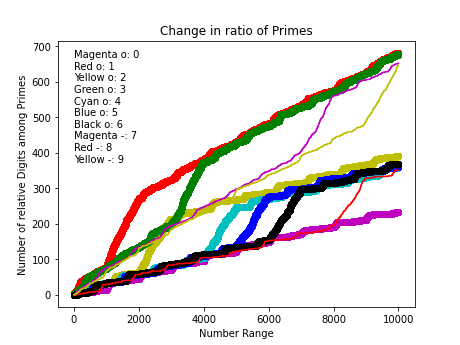 Change in ratio of Primes
Number of relative Digits among Primes
700
600
500
400
300
200
100
0
Magenta o: 0
Red o: 1
Yellow o: 2
Green o: 3
Cyan o: 4
Blue o: 5
Black o: 6
Magenta -: 7
Red -: 8
Yellow -: 9
0 2000 4000 6000 8000 10000
Number Range